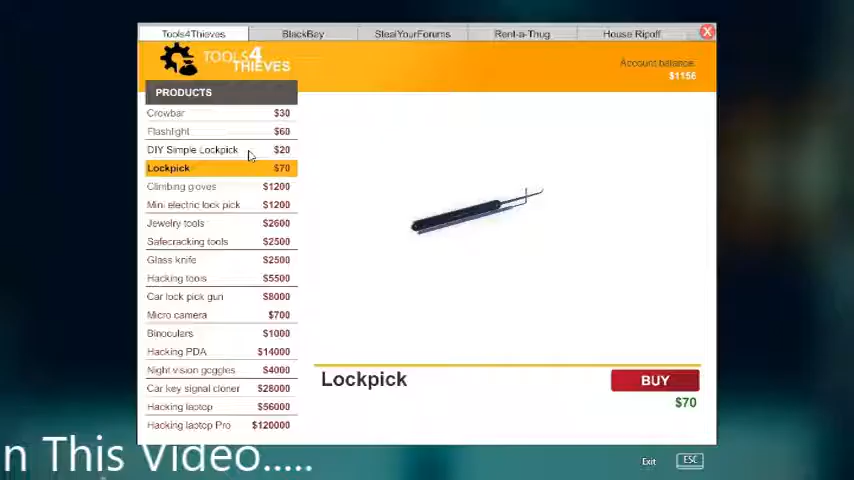 Tools4Thieves BlackBay StealYourForums Rent-a-Thug House Ripoff X
TOOLS4
THIEVES
Account balance:
$1156
PRODUCTS
Crowbar $30
Flashlight $60
DIY Simple Lockpick $20
Lockpick $70
Climbing gloves $1200
Mini electric lock pick $1200
Jewelry tools $2600
Safecracking tools $2500
Glass knife $2500
Hacking tools $5500
Car lock pick gun $8000
Micro camera $700
Binoculars $1000
Hacking PDA $14000
Night vision goggles $4000
Car key signal cloner $28000
Hacking laptop $56000
Hacking laptop Pro $120000
Lockpick
BUY
$70
n This Video.....
Exit ESC